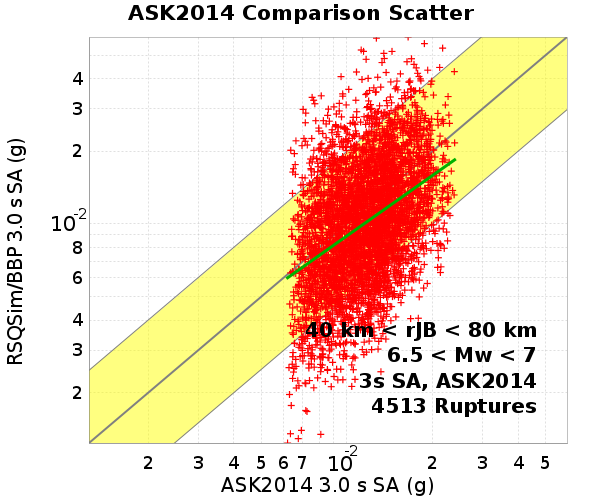 ASK2014 Comparison Scatter
RSQSim/BBP 3.0 s SA (g)
4
3
2
10-2
8
6
4
3
2
40 km < rJB < 80 km
6.5 < Mw < 7
3s SA, ASK2014
4513 Ruptures
2 3 4 5 6 7 10-2 2 3 4 5
ASK2014 3.0 s SA (g)